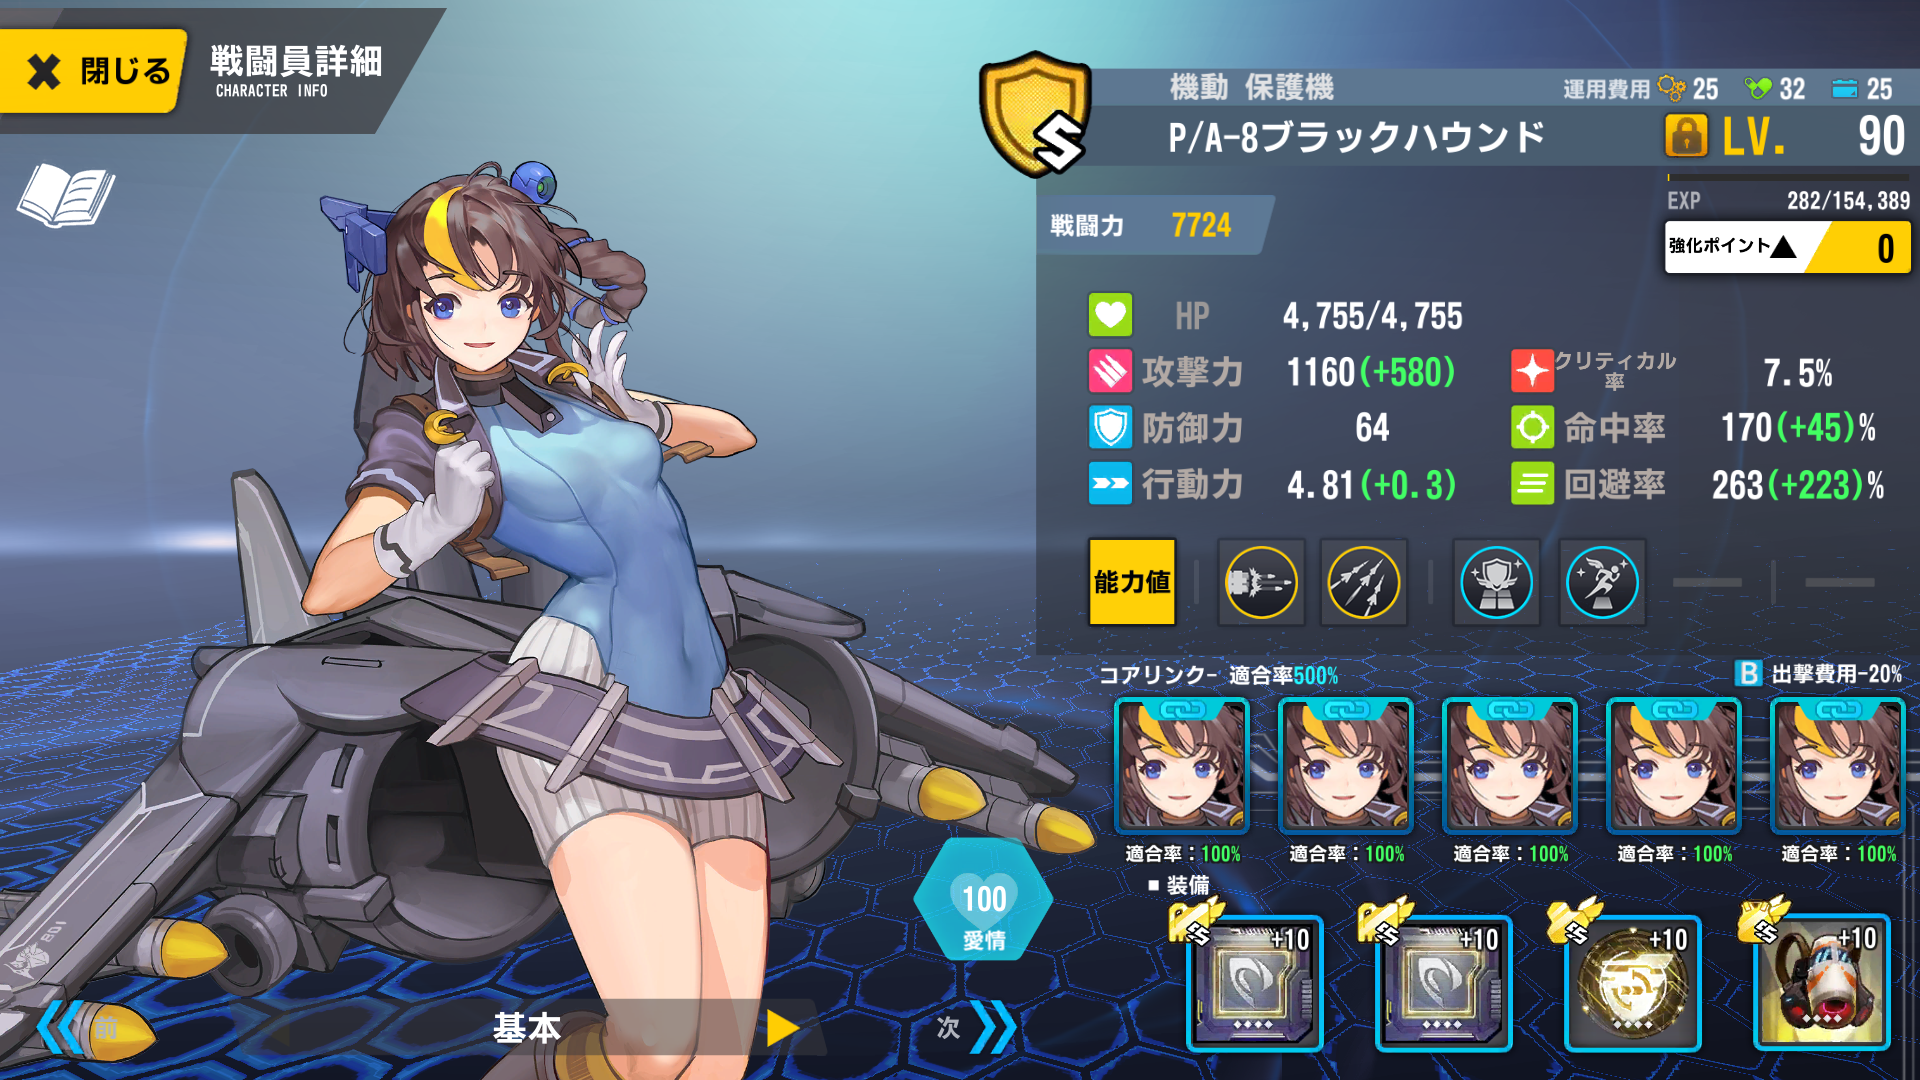 閉じる
戦闘員詳細
CHARACTER INFO
機動 保護機
運用費用 25 32 25
P/A-8ブラックハウンド
LV. 90
EXP 282/154,389
強化ポイント▲ 0
戦闘力 7724
HP 4,755/4,755
攻撃力 1160(+580)
クリティカル率 7.5%
防御力 64
命中率 170(+45)%
行動力 4.81(+0.3)
回避率 263(+223)%
能力値
コアリンク- 適合率500%
B 出撃費用-20%
適合率：100%
適合率：100%
適合率：100%
適合率：100%
適合率：100%
■ 装備
SS +10
SS +10
SS +10
SS +10
100
愛情
801
前
基本
次
S